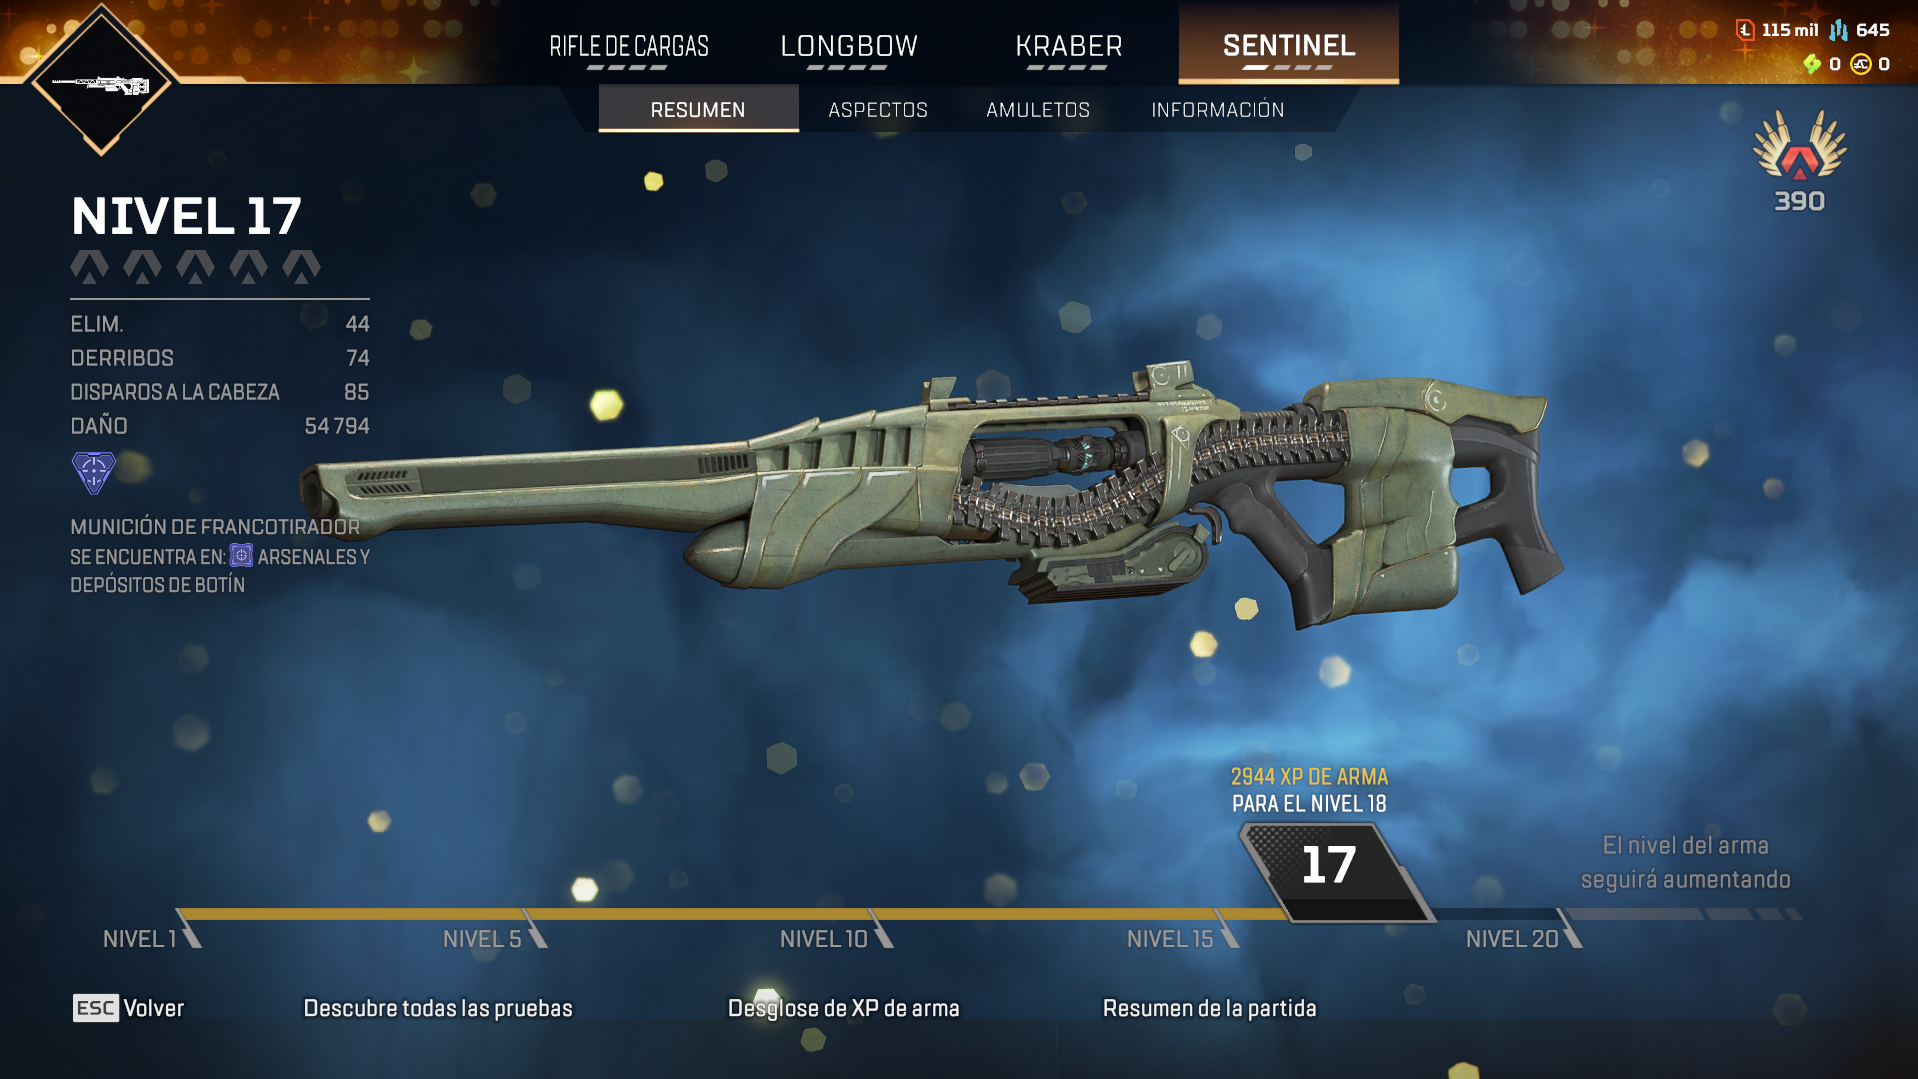 RIFLE DE CARGAS
LONGBOW
KRABER
SENTINEL
115 mil
645
0
0
RESUMEN
ASPECTOS
AMULETOS
INFORMACIÓN
390
NIVEL 17
ELIM. 44
DERRIBOS 74
DISPAROS A LA CABEZA 85
DAÑO 54 794
MUNICIÓN DE FRANCOTIRADOR
SE ENCUENTRA EN: ARSENALES Y
DEPÓSITOS DE BOTÍN
2944 XP DE ARMA
PARA EL NIVEL 18
17
El nivel del arma
seguirá aumentando
NIVEL 1
NIVEL 5
NIVEL 10
NIVEL 15
NIVEL 20
ESC Volver
Descubre todas las pruebas
Desglose de XP de arma
Resumen de la partida